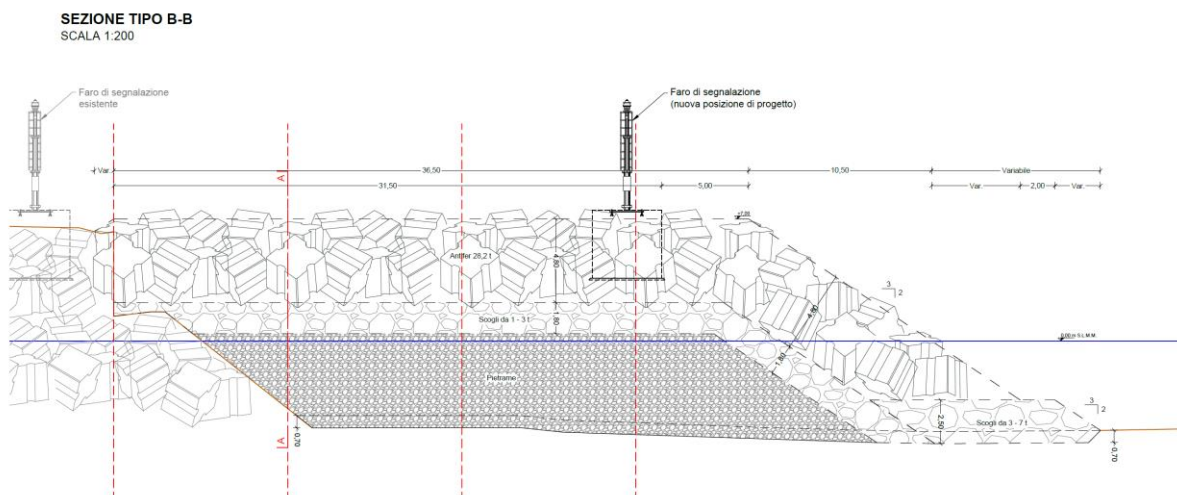 SEZIONE TIPO B-B
SCALA 1:200
Faro di segnalazione
esistente
Faro di segnalazione
(nuova posizione di progetto)
Var.
36,50
10,50
Variabile
A
31,50
5,00
Var.
2,00
Var.
Antifer 28,2 t
4,80
3
2
Scogli da 1 - 3 t
1,80
4,80
0,00 m S.L.M.M.
1,80
Pietrame
3
2
2,50
Scogli da 3 - 7 t
0,70
A
0,70